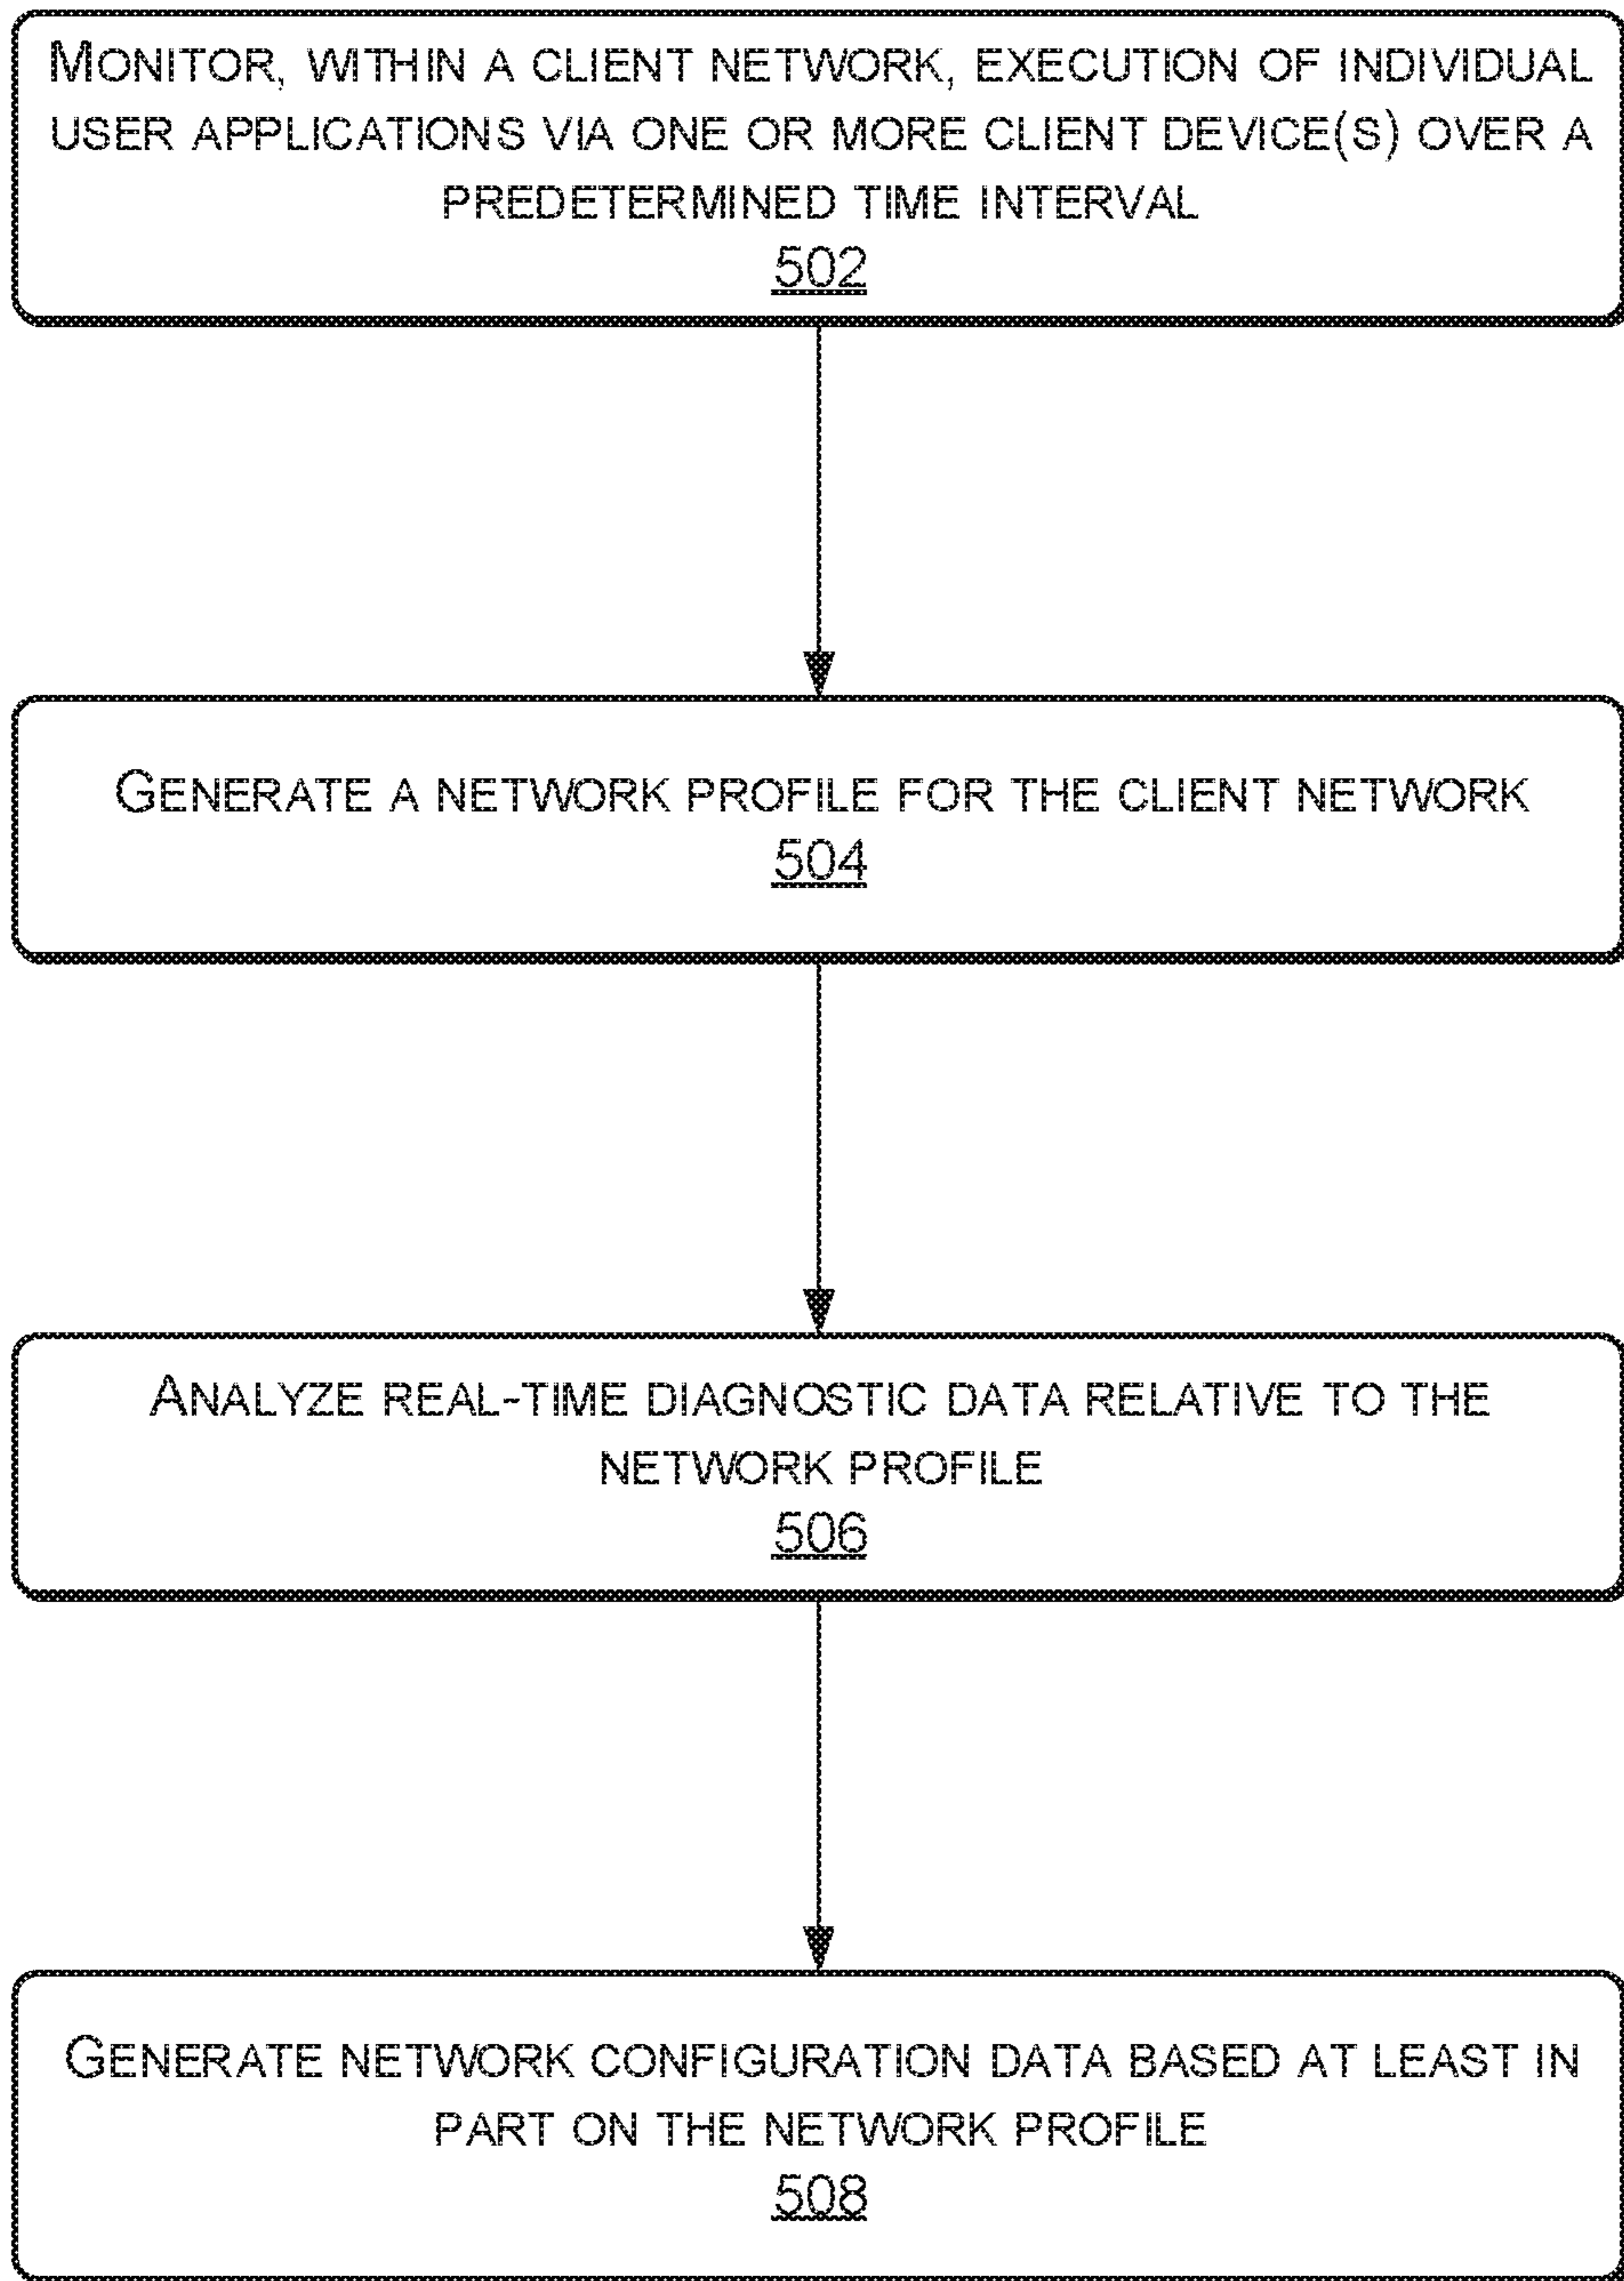 MONITOR, WITHIN A CLIENT NETWORK, EXECUTION OF INDIVIDUAL
USER APPLICATIONS VIA ONE OR MORE CLIENT DEVICE(S) OVER A
PREDETERMINED TIME INTERVAL
502
GENERATE A NETWORK PROFILE FOR THE CLIENT NETWORK
504
ANALYZE REAL-TIME DIAGNOSTIC DATA RELATIVE TO THE
NETWORK PROFILE
506
GENERATE NETWORK CONFIGURATION DATA BASED AT LEAST IN
PART ON THE NETWORK PROFILE
508